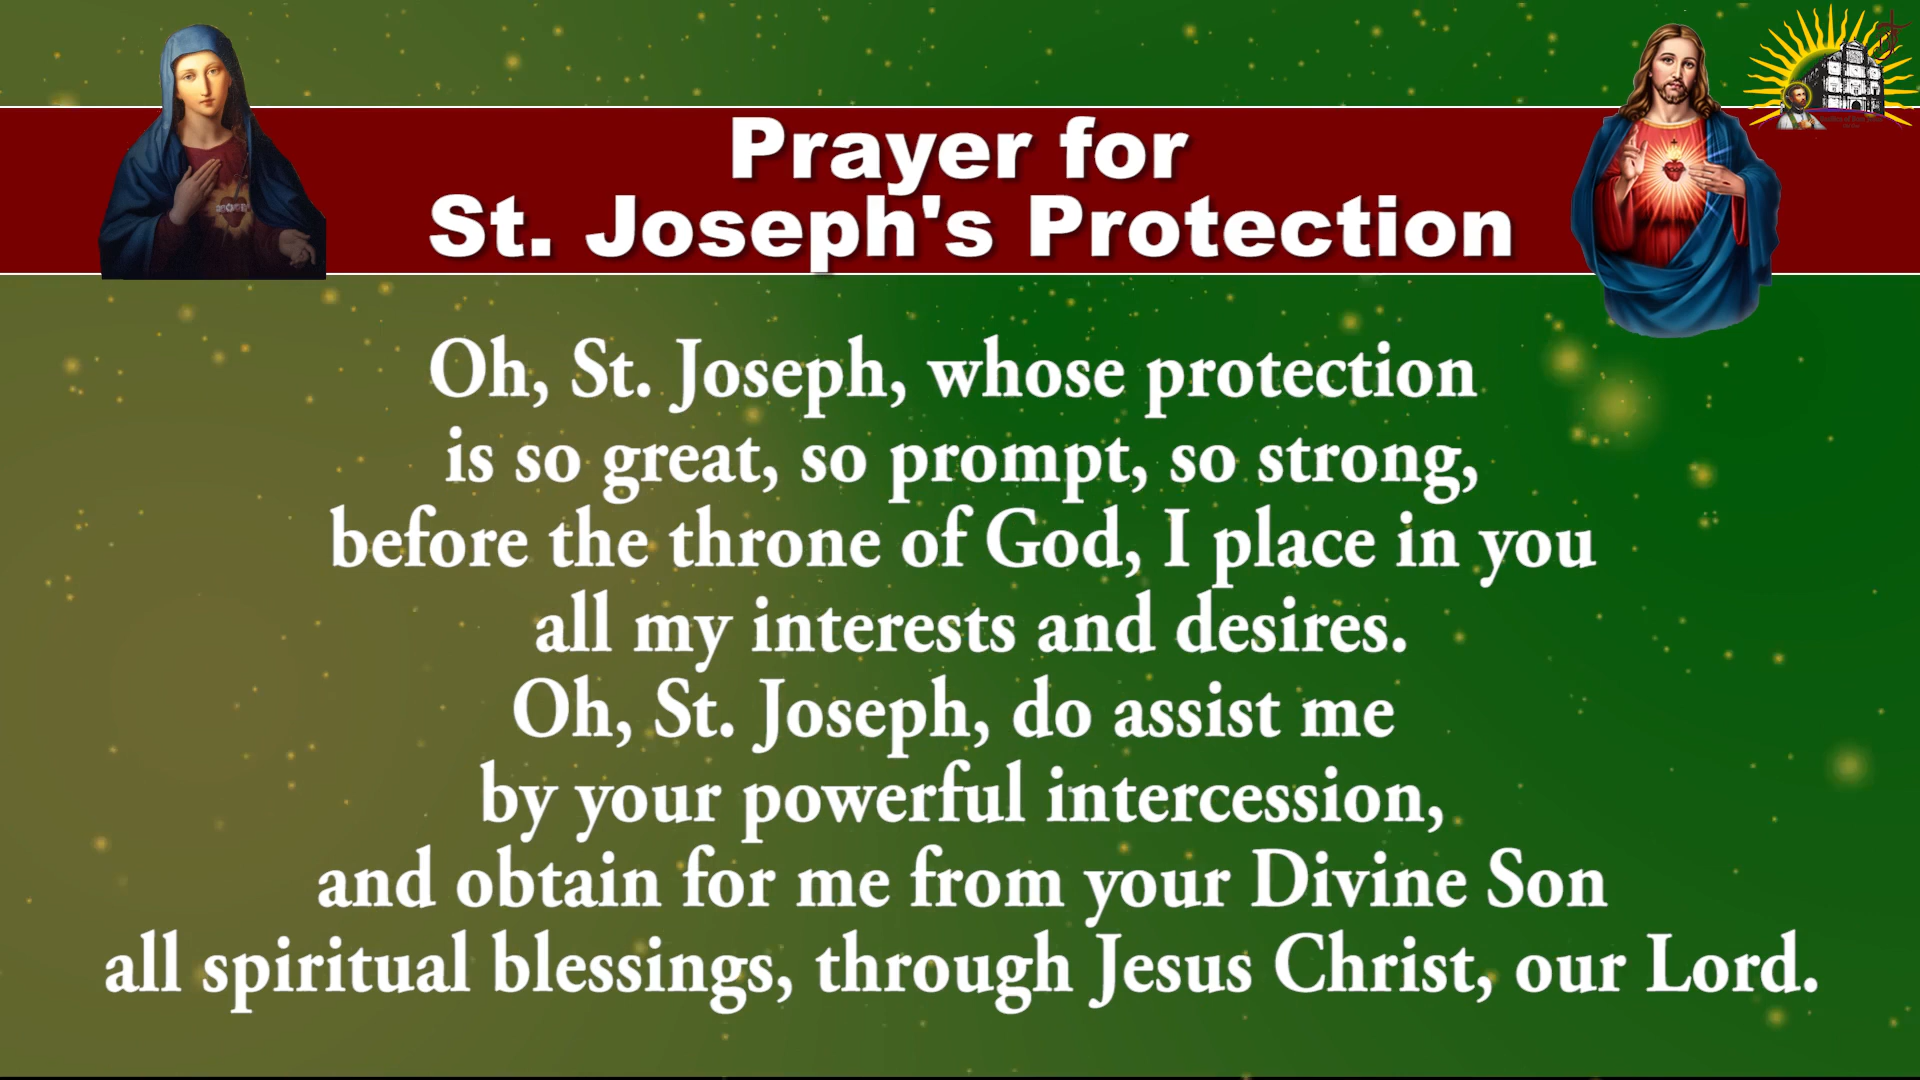 Prayer for
St. Joseph's Protection
Oh, St. Joseph, whose protection
is so great, so prompt, so strong,
before the throne of God, I place in you
all my interests and desires.
Oh, St. Joseph, do assist me
by your powerful intercession,
and obtain for me from your Divine Son
all spiritual blessings, through Jesus Christ, our Lord.